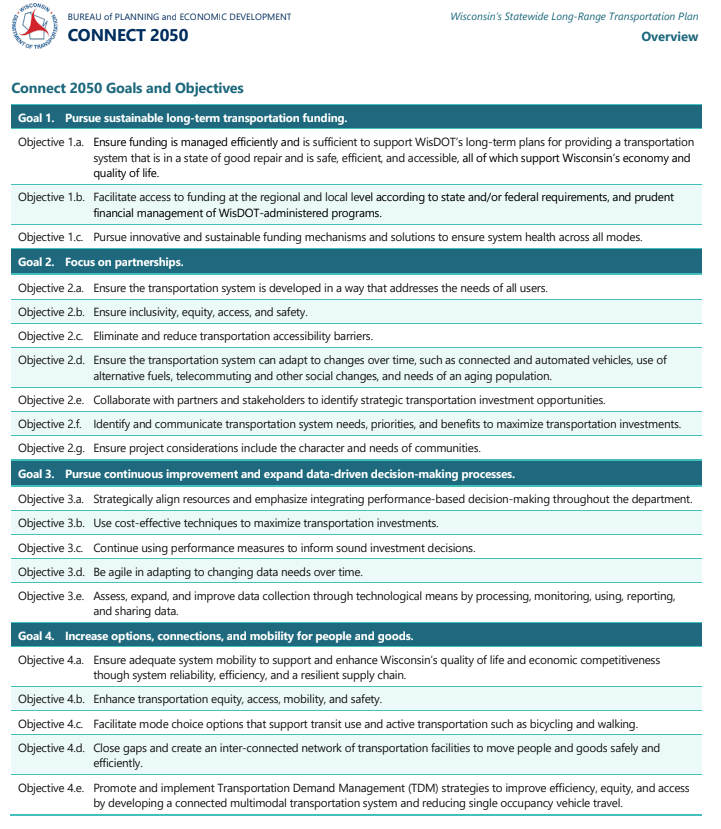 BUREAU of PLANNING and ECONOMIC DEVELOPMENT
CONNECT 2050
Wisconsin's Statewide Long-Range Transportation Plan
Overview
Connect 2050 Goals and Objectives
Goal 1. Pursue sustainable long-term transportation funding.
Objective 1.a. Ensure funding is managed efficiently and is sufficient to support WisDOT's long-term plans for providing a transportation
system that is in a state of good repair and is safe, efficient, and accessible, all of which support Wisconsin's economy and
quality of life.
Objective 1.b. Facilitate access to funding at the regional and local level according to state and/or federal requirements, and prudent
financial management of WisDOT-administered programs.
Objective 1.c. Pursue innovative and sustainable funding mechanisms and solutions to ensure system health across all modes.
Goal 2. Focus on partnerships.
Objective 2.a. Ensure the transportation system is developed in a way that addresses the needs of all users.
Objective 2.b. Ensure inclusivity, equity, access, and safety.
Objective 2.c. Eliminate and reduce transportation accessibility barriers.
Objective 2.d. Ensure the transportation system can adapt to changes over time, such as connected and automated vehicles, use of
alternative fuels, telecommuting and other social changes, and needs of an aging population.
Objective 2.e. Collaborate with partners and stakeholders to identify strategic transportation investment opportunities.
Objective 2.f. Identify and communicate transportation system needs, priorities, and benefits to maximize transportation investments.
Objective 2.g. Ensure project considerations include the character and needs of communities.
Goal 3. Pursue continuous improvement and expand data-driven decision-making processes.
Objective 3.a. Strategically align resources and emphasize integrating performance-based decision-making throughout the department.
Objective 3.b. Use cost-effective techniques to maximize transportation investments.
Objective 3.c. Continue using performance measures to inform sound investment decisions.
Objective 3.d. Be agile in adapting to changing data needs over time.
Objective 3.e. Assess, expand, and improve data collection through technological means by processing, monitoring, using, reporting,
and sharing data.
Goal 4. Increase options, connections, and mobility for people and goods.
Objective 4.a. Ensure adequate system mobility to support and enhance Wisconsin's quality of life and economic competitiveness
though system reliability, efficiency, and a resilient supply chain.
Objective 4.b. Enhance transportation equity, access, mobility, and safety.
Objective 4.c. Facilitate mode choice options that support transit use and active transportation such as bicycling and walking.
Objective 4.d. Close gaps and create an inter-connected network of transportation facilities to move people and goods safely and
efficiently.
Objective 4.e. Promote and implement Transportation Demand Management (TDM) strategies to improve efficiency, equity, and access
by developing a connected multimodal transportation system and reducing single occupancy vehicle travel.